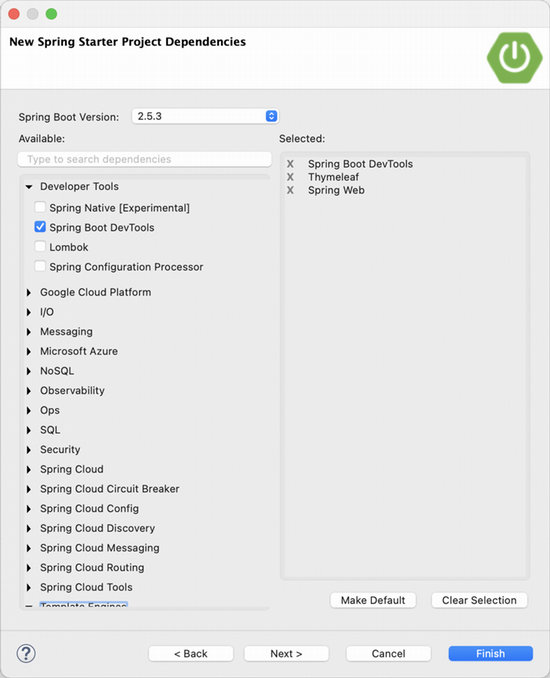 New Spring Starter Project Dependencies
Spring Boot Version: 2.5.3
Available:
Type to search dependencies
Developer Tools
Spring Native [Experimental]
Spring Boot DevTools
Lombok
Spring Configuration Processor
Google Cloud Platform
I/O
Messaging
Microsoft Azure
NoSQL
Observability
Ops
SQL
Security
Spring Cloud
Spring Cloud Circuit Breaker
Spring Cloud Config
Spring Cloud Discovery
Spring Cloud Messaging
Spring Cloud Routing
Spring Cloud Tools
Template Engines
Selected:
X Spring Boot DevTools
X Thymeleaf
X Spring Web
Make Default
Clear Selection
?
< Back
Next >
Cancel
Finish